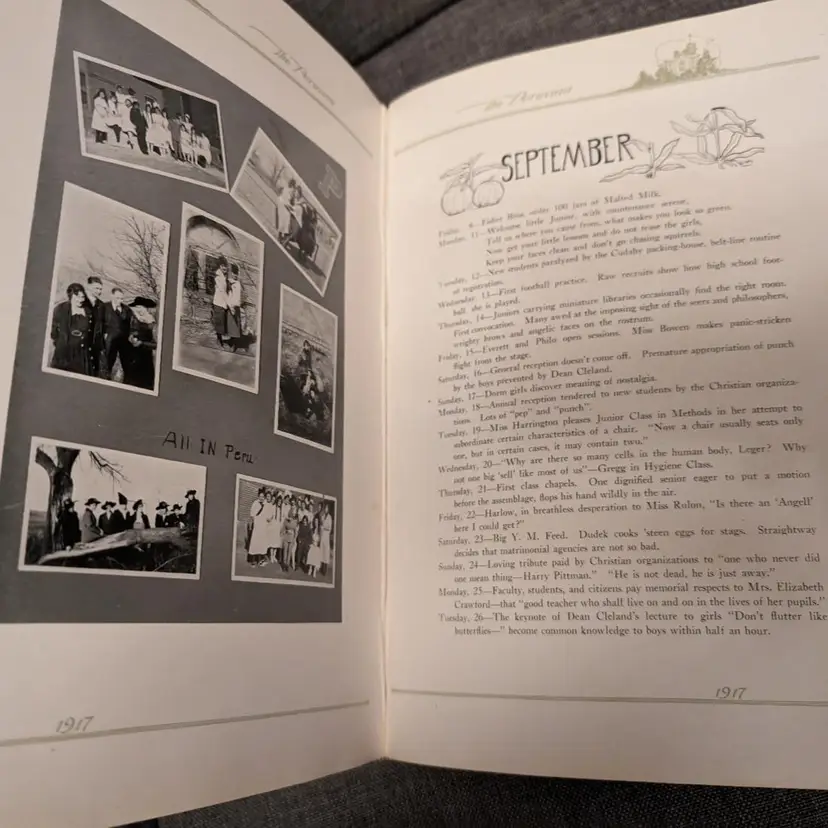 The Peruvian
All IN Peru
1917
The Peruvian
SEPTEMBER
Friday, 8—Fisher Bros. order 100 jars of Malted Milk.
Monday, 11—Welcome little Junior, with countenance serene,
Tell us where you came from, what makes you look so green.
Now get your little lessons and do not tease the girls,
Keep your faces clean and don't go chasing squirrels.
Tuesday, 12—New students paralyzed by the Cudahy packing-house, belt-line routine
of registration.
Wednesday, 13—First football practice. Raw recruits show how high school foot-
ball she is played.
Thursday, 14—Juniors carrying miniature libraries occasionally find the right room.
First convocation. Many awed at the imposing sight of the seers and philosophers,
weighty brows and angelic faces on the rostrum.
Friday, 15—Everett and Philo open sessions. Miss Bowen makes panic-stricken
flight from the stage.
Saturday, 16—General reception doesn't come off. Premature appropriation of punch
by the boys prevented by Dean Cleland.
Sunday, 17—Dorm girls discover meaning of nostalgia.
Monday, 18—Annual reception tendered to new students by the Christian organiza-
tions. Lots of "pep" and "punch".
Tuesday, 19—Miss Harrington pleases Junior Class in Methods in her attempt to
subordinate certain characteristics of a chair. "Now a chair usually seats only
one, but in certain cases, it may contain two."
Wednesday, 20—"Why are there so many cells in the human body, Leger? Why
not one big 'sell' like most of us"—Gregg in Hygiene Class.
Thursday, 21—First class chapels. One dignified senior eager to put a motion
before the assemblage, flops his hand wildly in the air.
Friday, 22—Harlow, in breathless desperation to Miss Rulon, "Is there an 'Angell'
here I could get?"
Saturday, 23—Big Y. M. Feed. Dudek cooks 'steen eggs for stags. Straightway
decides that matrimonial agencies are not so bad.
Sunday, 24—Loving tribute paid by Christian organizations to "one who never did
one mean thing—Harry Pittman." "He is not dead, he is just away."
Monday, 25—Faculty, students, and citizens pay memorial respects to Mrs. Elizabeth
Crawford—that "good teacher who shall live on and on in the lives of her pupils."
Tuesday, 26—The keynote of Dean Cleland's lecture to girls "Don't flutter like
butterflies—" become common knowledge to boys within half an hour.
1917